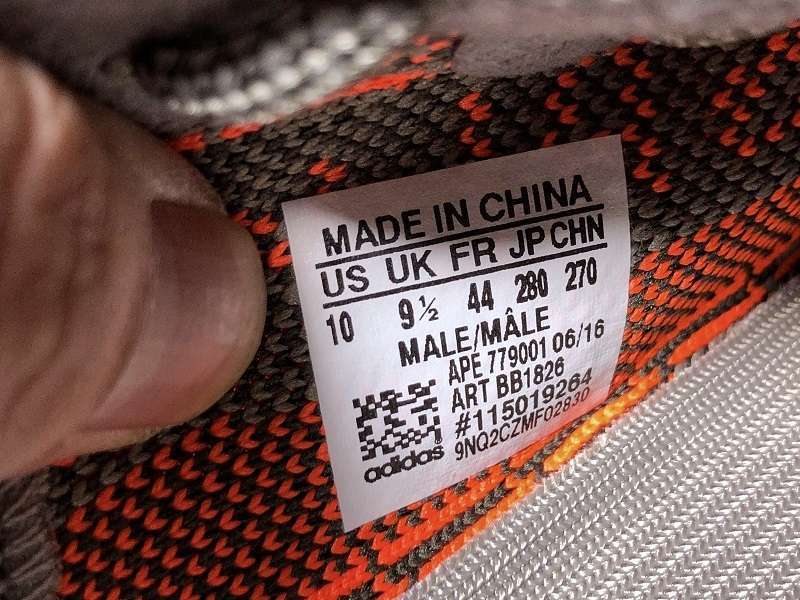 MADE IN CHINA
US UK FR JP CHN
10 9½ 44 280 270
MALE/MÂLE
APE 779001 06/16
ART BB1826
#115019264
9NQ2CZMF02830
adidas